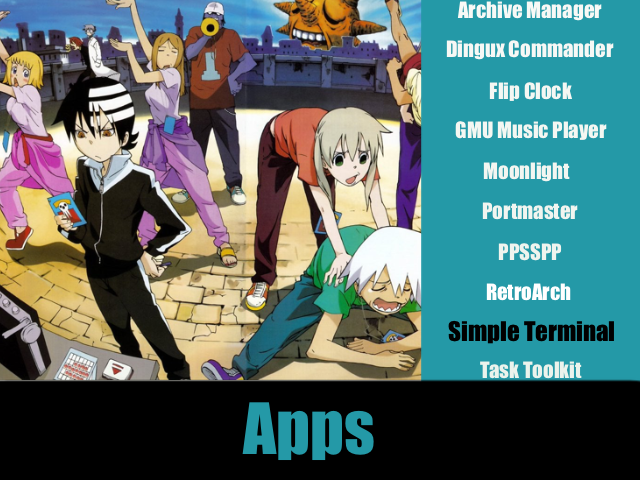 Archive Manager
Dingux Commander
Flip Clock
GMU Music Player
Moonlight
Portmaster
PPSSPP
RetroArch
Simple Terminal
Task Toolkit
Apps